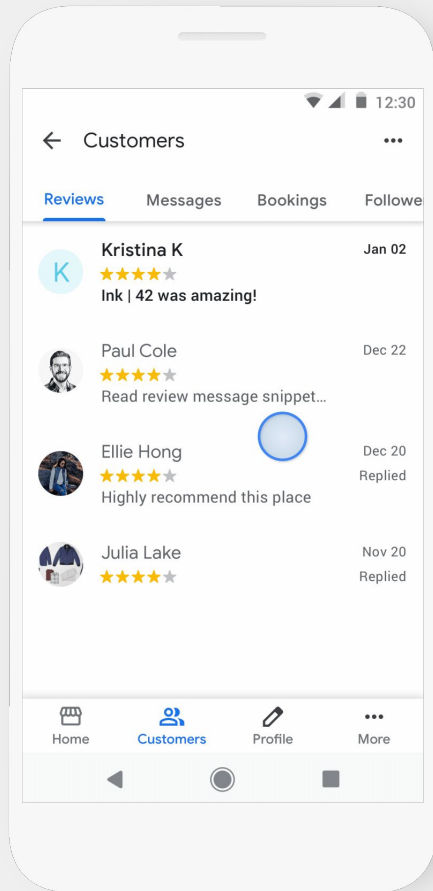 12:30
Customers
Reviews Messages Bookings Followe
Kristina K Jan 02
K
Ink | 42 was amazing!
Paul Cole Dec 22
Read review message snippet…
Ellie Hong Dec 20
Replied
Highly recommend this place
Julia Lake Nov 20
Replied
Home Customers Profile More